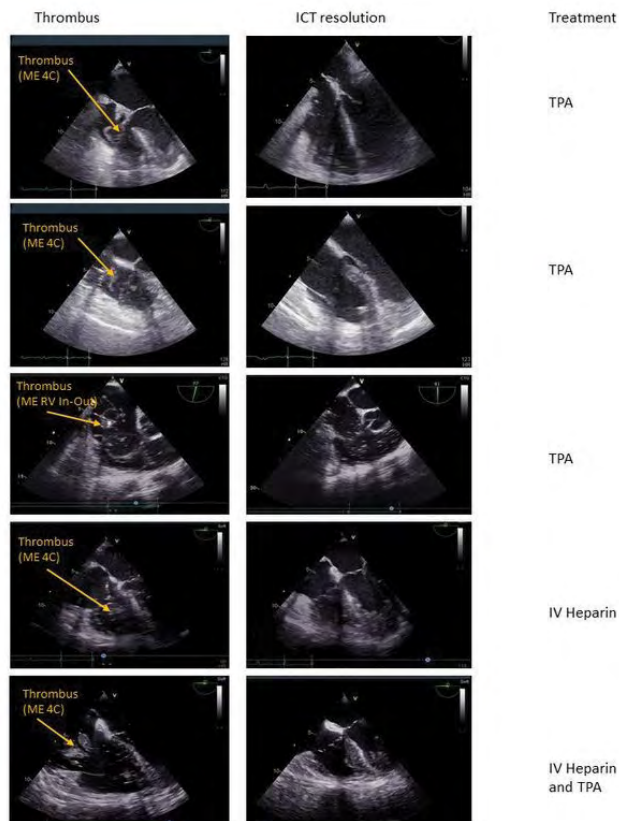 Thrombus ICT resolution Treatment
Thrombus
(ME 4C)
TPA
Thrombus
(ME 4C)
TPA
Thrombus
(ME RV In-Out)
TPA
Thrombus
(ME 4C)
IV Heparin
Thrombus
(ME 4C)
IV Heparin
and TPA